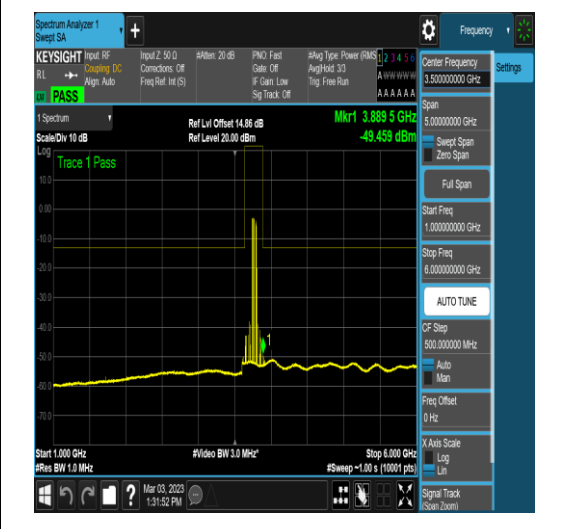 Spectrum Analyzer 1
Swept SA
+
Frequency
KEYSIGHT
RL
PASS
Input: RF
Coupling: DC
Align: Auto
Input Z: 50 Ω
Corrections: Off
Freq Ref: Int (S)
#Atten: 20 dB
PNO: Fast
Gate: Off
IF Gain: Low
Sig Track: Off
#Avg Type: Power (RMS
Avg|Hold: 3/3
Trig: Free Run
1 2 3 4 5 6
A W W W W W
A A A A A A
1 Spectrum
Scale/Div 10 dB
Ref Lvl Offset 14.86 dB
Ref Level 20.00 dBm
Mkr1 3.889 5 GHz
-49.459 dBm
Log
Trace 1 Pass
10.0
0.00
-10.0
-20.0
-30.0
-40.0
-50.0
-60.0
-70.0
1
Start 1.000 GHz
#Res BW 1.0 MHz
#Video BW 3.0 MHz*
Stop 6.000 GHz
#Sweep ~1.00 s (10001 pts)
Mar 03, 2023
1:31:52 PM
?
Center Frequency
3.500000000 GHz
Settings
Span
5.00000000 GHz
Swept Span
Zero Span
Full Span
Start Freq
1.000000000 GHz
Stop Freq
6.000000000 GHz
AUTO TUNE
CF Step
500.000000 MHz
Auto
Man
Freq Offset
0 Hz
X Axis Scale
Log
Lin
Signal Track
(Span Zoom)